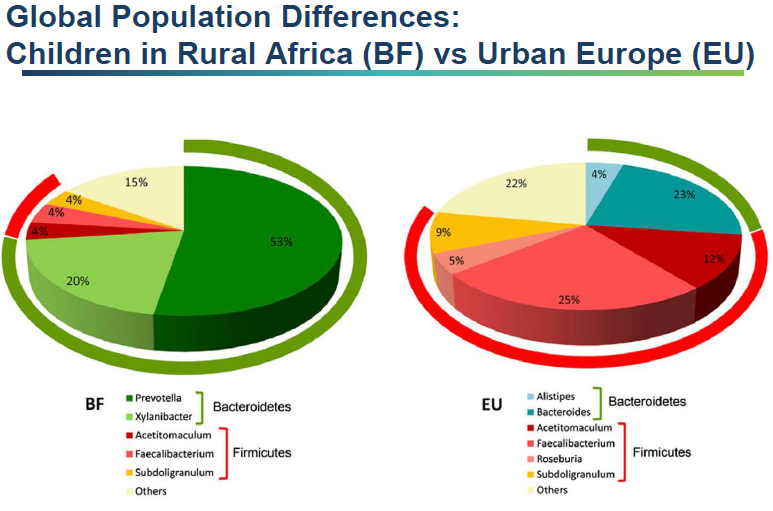 Global Population Differences:
Children in Rural Africa (BF) vs Urban Europe (EU)
15%
4%
4%
4%
53%
20%
4%
22%
23%
9%
12%
5%
25%
BF
Prevotella
Xylanibacter
Bacteroidetes
Acetitomaculum
Faecalibacterium
Subdoligranulum
Firmicutes
Others
EU
Alistipes
Bacteroides
Bacteroidetes
Acetitomaculum
Faecalibacterium
Roseburia
Subdoligranulum
Firmicutes
Others